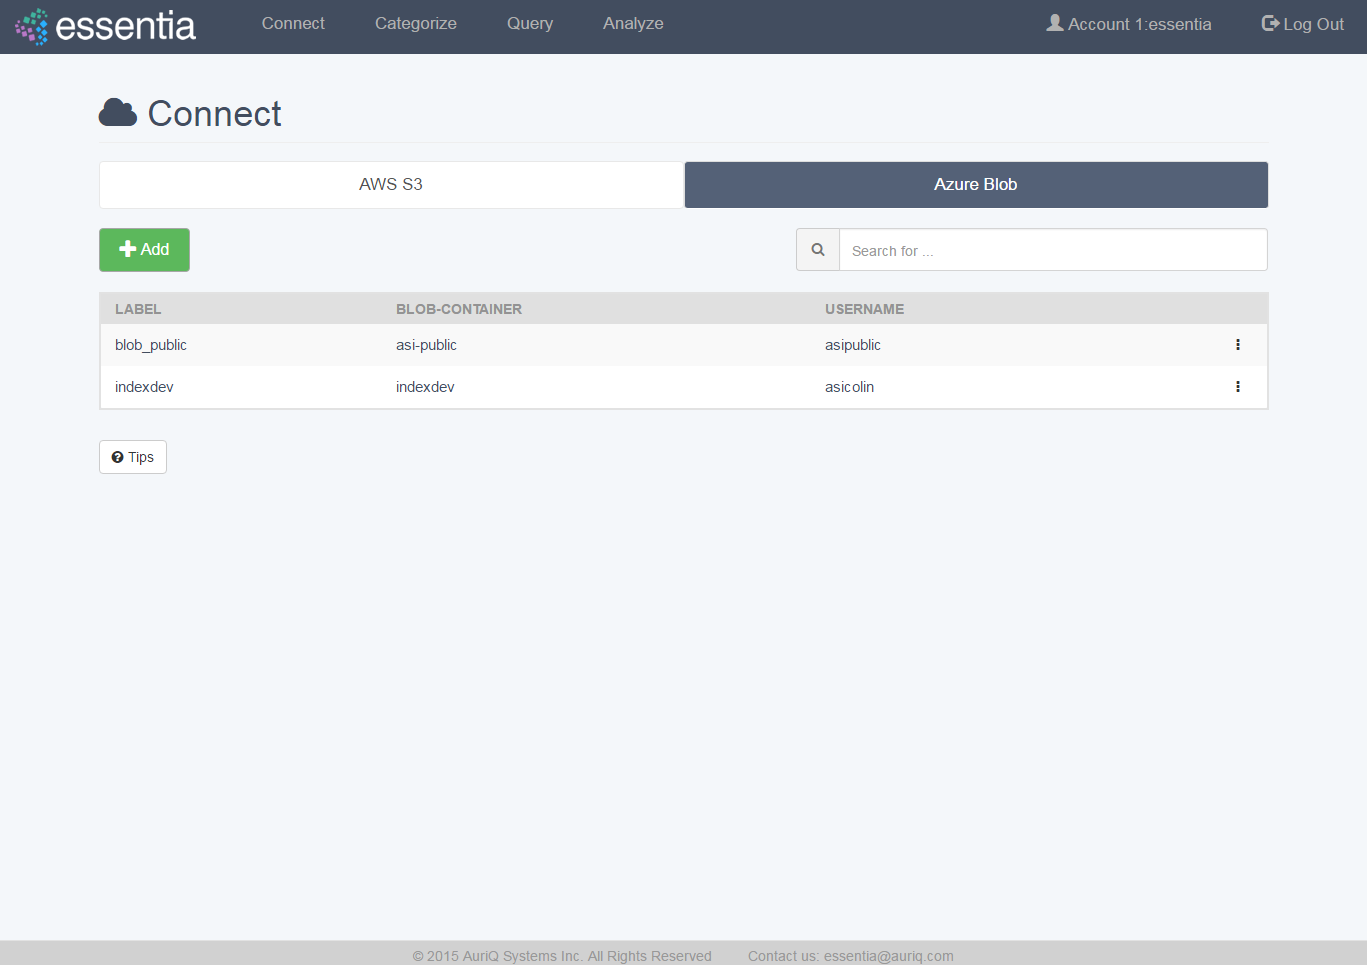 essentia Connect Categorize Query Analyze Account 1:essentia Log Out
Connect
AWS S3 Azure Blob
Add Search for ...
LABEL BLOB-CONTAINER USERNAME
blob_public asi-public asipublic
indexdev indexdev asicolin
Tips
© 2015 AuriQ Systems Inc. All Rights Reserved Contact us: essentia@auriq.com